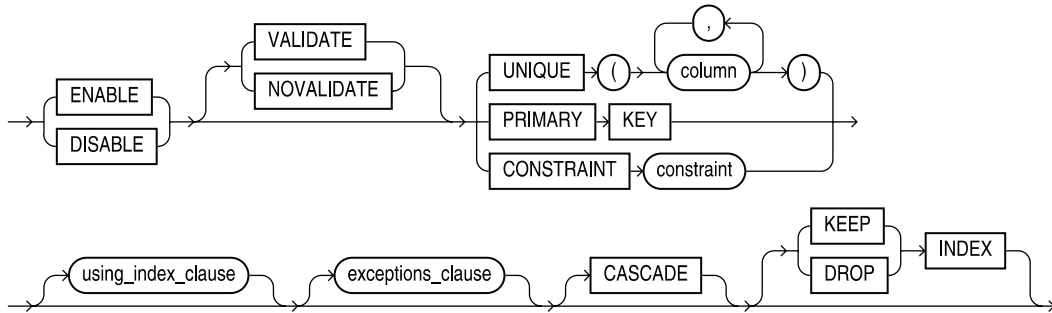 ,
VALIDATE
UNIQUE ( column )
ENABLE
NOVALIDATE
DISABLE
PRIMARY KEY
CONSTRAINT constraint
KEEP
using_index_clause exceptions_clause CASCADE INDEX
DROP